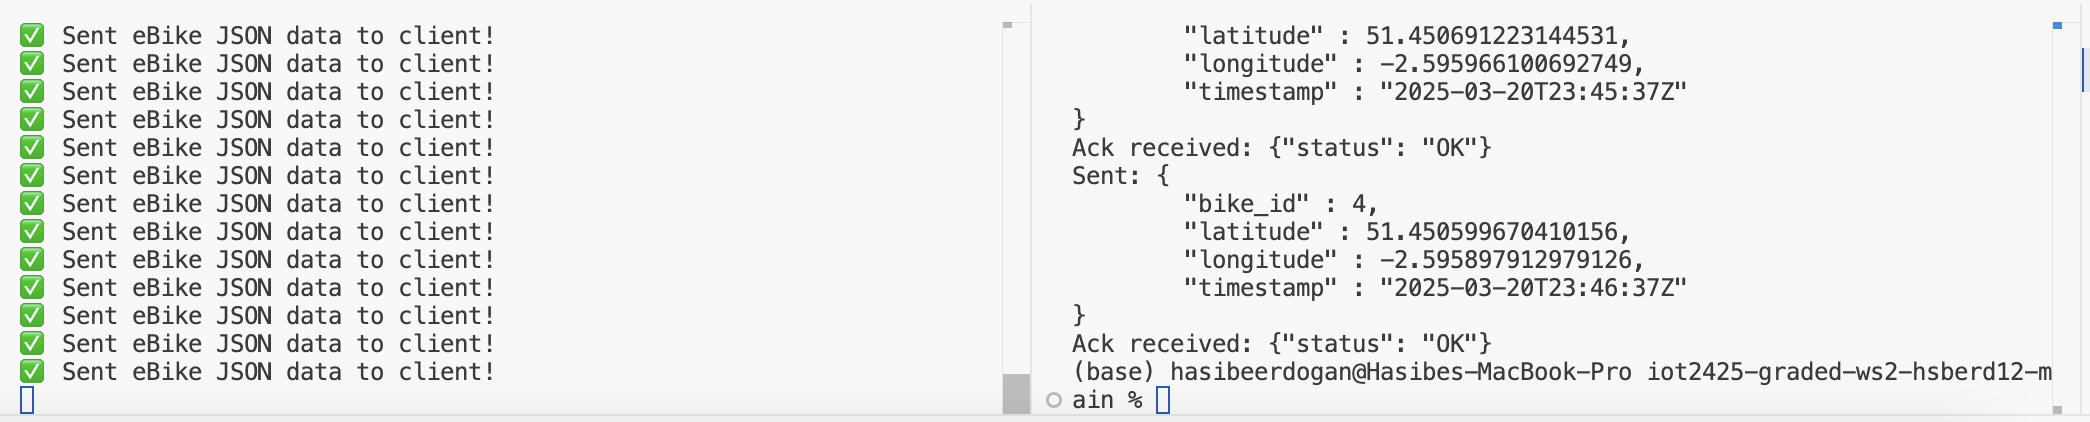 ✅ Sent eBike JSON data to client!
✅ Sent eBike JSON data to client!
✅ Sent eBike JSON data to client!
✅ Sent eBike JSON data to client!
✅ Sent eBike JSON data to client!
✅ Sent eBike JSON data to client!
✅ Sent eBike JSON data to client!
✅ Sent eBike JSON data to client!
✅ Sent eBike JSON data to client!
✅ Sent eBike JSON data to client!
✅ Sent eBike JSON data to client!
✅ Sent eBike JSON data to client!
✅ Sent eBike JSON data to client!
"latitude" : 51.450691223144531,
"longitude" : -2.595966100692749,
"timestamp" : "2025-03-20T23:45:37Z"
}
Ack received: {"status": "OK"}
Sent: {
"bike_id" : 4,
"latitude" : 51.450599670410156,
"longitude" : -2.595897912979126,
"timestamp" : "2025-03-20T23:46:37Z"
}
Ack received: {"status": "OK"}
(base) hasibeerdogan@Hasibes-MacBook-Pro iot2425-graded-ws2-hsberd12-m
ain %